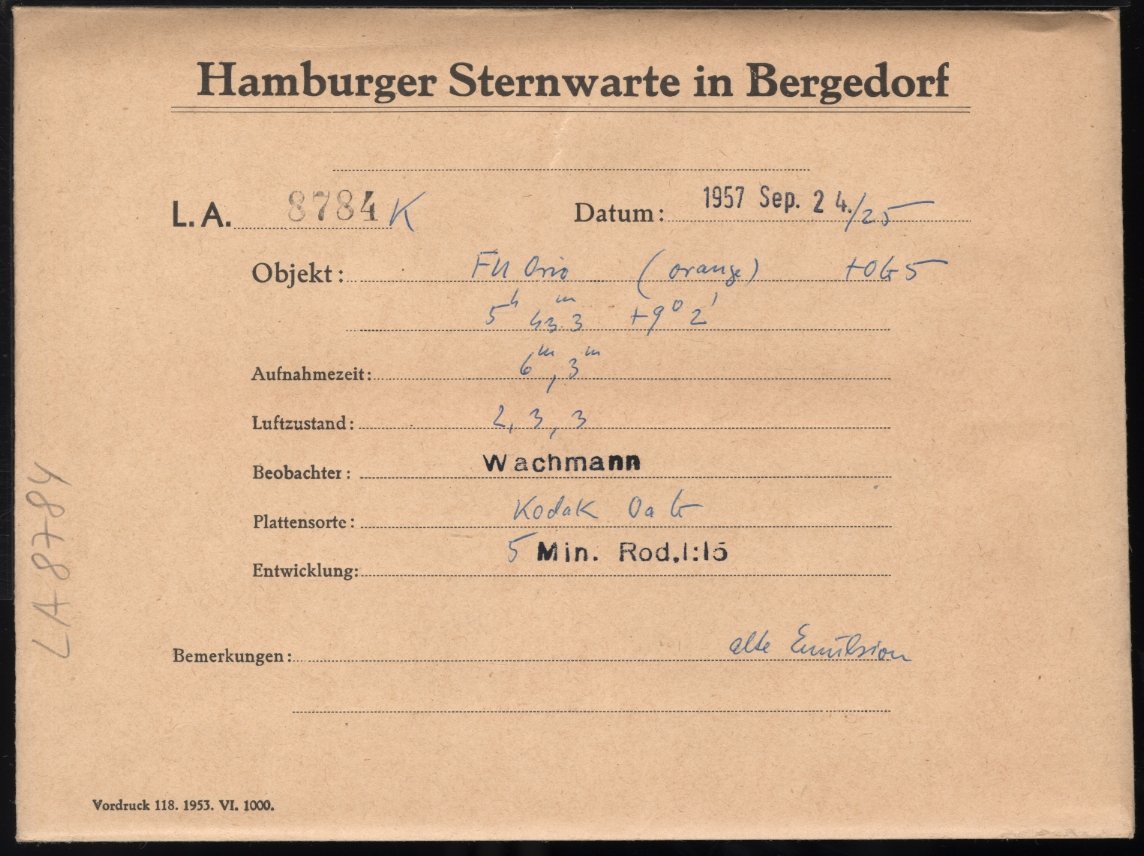 Hamburger Sternwarte in Bergedorf
L. A. 8784 K Datum: 1957 Sep. 24./25
Objekt: FU Orio (orange) +OG5
5h 43m.3 +9° 2'
Aufnahmezeit: 6m, 3m
Luftzustand: 2, 3, 3
Beobachter: Wachmann
Plattensorte: Kodak OaG
Entwicklung: 5 Min. Rod.1:15
Bemerkungen: alte Emulsion
Vordruck 118. 1953. VI. 1000.
LA 8784